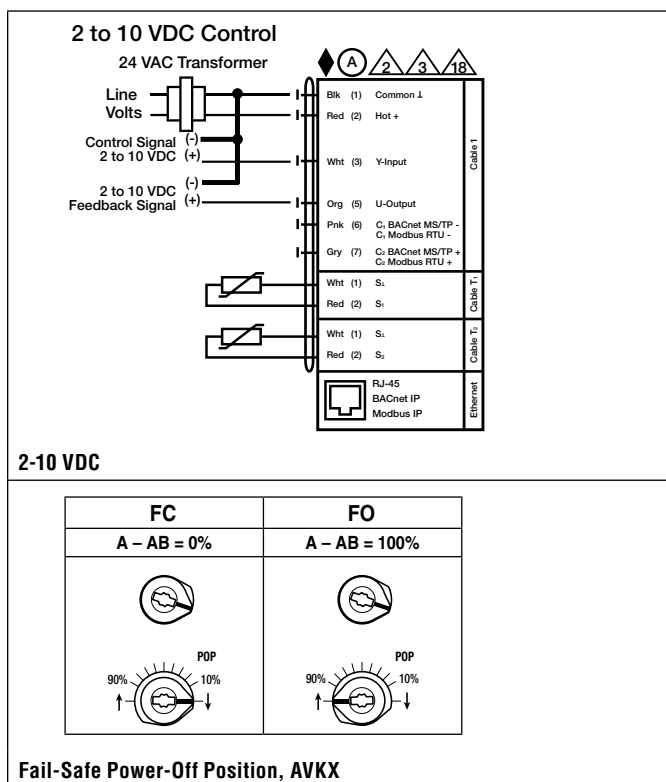 2 to 10 VDC Control
24 VAC Transformer
A 2 3 18
Line
Volts
Control Signal (-)
2 to 10 VDC (+)
2 to 10 VDC (-)
Feedback Signal (+)
Blk (1) Common ⊥
Red (2) Hot +
Wht (3) Y-Input
Org (5) U-Output
Pnk (6) C₁ BACnet MS/TP -
C₁ Modbus RTU -
Gry (7) C₂ BACnet MS/TP +
C₂ Modbus RTU +
Cable 1
Wht (1) S⊥
Red (2) S₁
Cable T₁
Wht (1) S⊥
Red (2) S₂
Cable T₂
RJ-45
BACnet IP
Modbus IP
Ethernet
2-10 VDC
FC FO
A – AB = 0% A – AB = 100%
POP POP
90% 10% 90% 10%
Fail-Safe Power-Off Position, AVKX